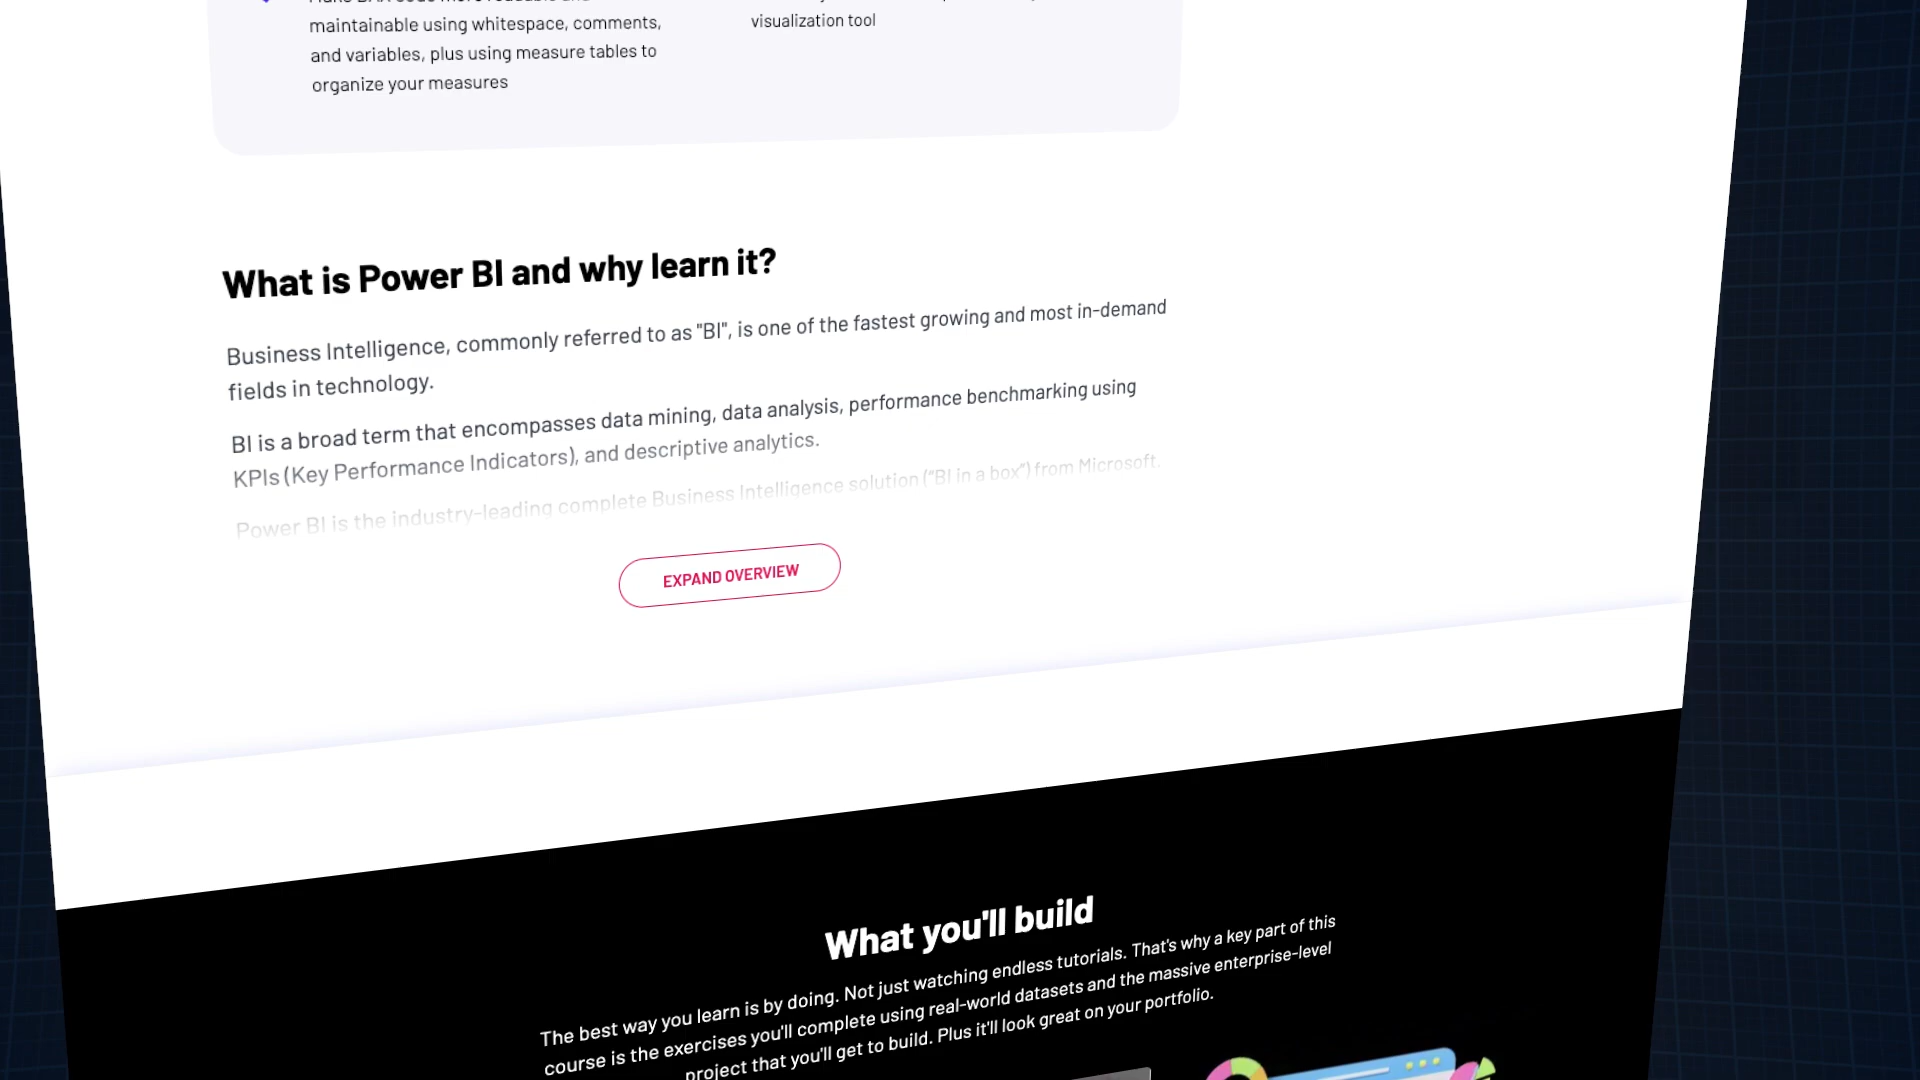 maintainable using whitespace, comments,
and variables, plus using measure tables to
organize your measures
visualization tool
What is Power BI and why learn it?
Business Intelligence, commonly referred to as "BI", is one of the fastest growing and most in-demand
fields in technology.
BI is a broad term that encompasses data mining, data analysis, performance benchmarking using
KPIs (Key Performance Indicators), and descriptive analytics.
Power BI is the industry-leading complete Business Intelligence solution (“BI in a box”) from Microsoft.
EXPAND OVERVIEW
What you'll build
The best way you learn is by doing. Not just watching endless tutorials. That's why a key part of this
course is the exercises you'll complete using real-world datasets and the massive enterprise-level
project that you'll get to build. Plus it'll look great on your portfolio.